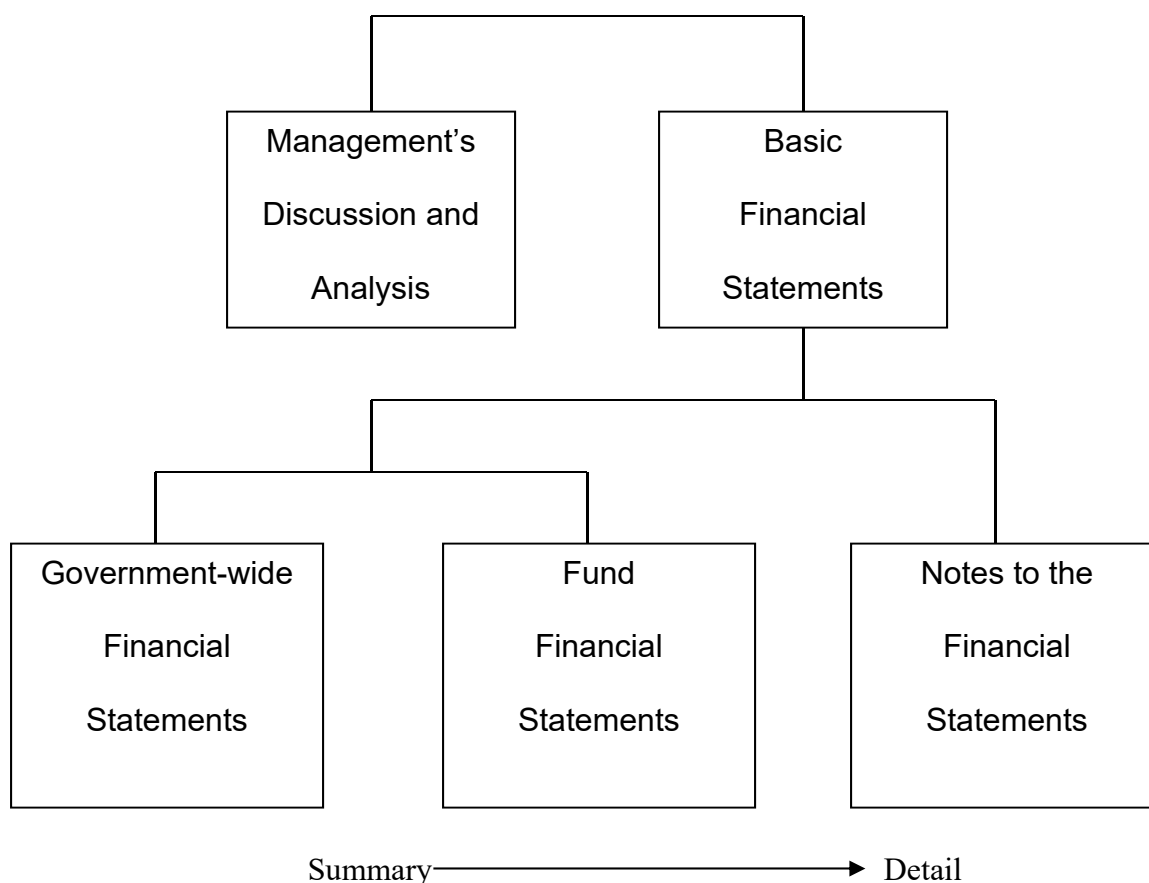 Management’s
Discussion and
Analysis
Basic
Financial
Statements
Government-wide
Financial
Statements
Fund
Financial
Statements
Notes to the
Financial
Statements
Summary
Detail